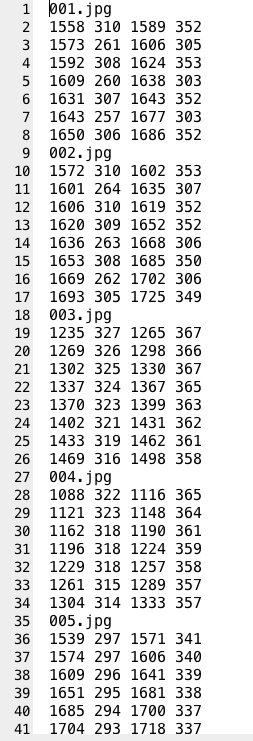 1 001.jpg
2 1558 310 1589 352
3 1573 261 1606 305
4 1592 308 1624 353
5 1609 260 1638 303
6 1631 307 1643 352
7 1643 257 1677 303
8 1650 306 1686 352
9 002.jpg
10 1572 310 1602 353
11 1601 264 1635 307
12 1606 310 1619 352
13 1620 309 1652 352
14 1636 263 1668 306
15 1653 308 1685 350
16 1669 262 1702 306
17 1693 305 1725 349
18 003.jpg
19 1235 327 1265 367
20 1269 326 1298 366
21 1302 325 1330 367
22 1337 324 1367 365
23 1370 323 1399 363
24 1402 321 1431 362
25 1433 319 1462 361
26 1469 316 1498 358
27 004.jpg
28 1088 322 1116 365
29 1121 323 1148 364
30 1162 318 1190 361
31 1196 318 1224 359
32 1229 318 1257 358
33 1261 315 1289 357
34 1304 314 1333 357
35 005.jpg
36 1539 297 1571 341
37 1574 297 1606 340
38 1609 296 1641 339
39 1651 295 1681 338
40 1685 294 1700 337
41 1704 293 1718 337